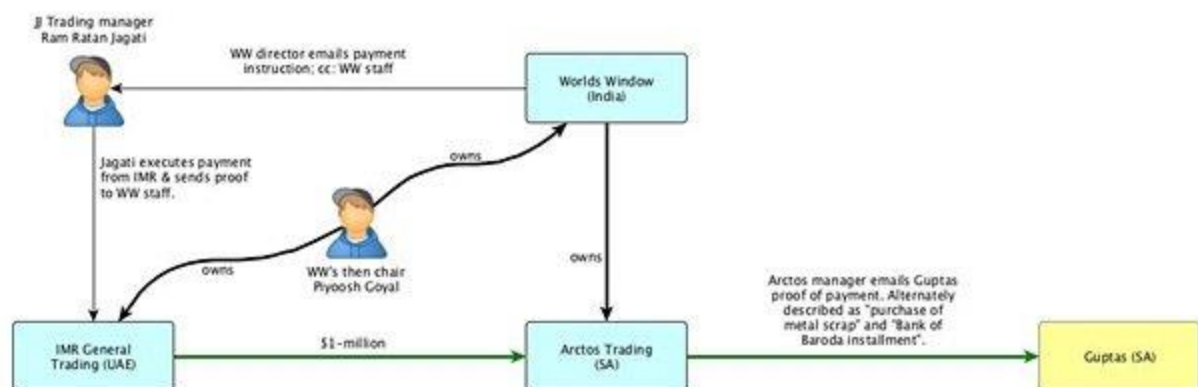 JJ Trading manager
Ram Ratan Jagati
WW director emails payment
instruction; cc: WW staff
Worlds Window
(India)
Jagati executes payment
from IMR & sends proof
to WW staff.
owns
owns
WW's then chair
Piyoosh Goyal
owns
Arctos manager emails Guptas
proof of payment. Alternately
described as "purchase of
metal scrap" and "Bank of
Baroda installment".
IMR General
Trading (UAE)
$1-million
Arctos Trading
(SA)
Guptas (SA)